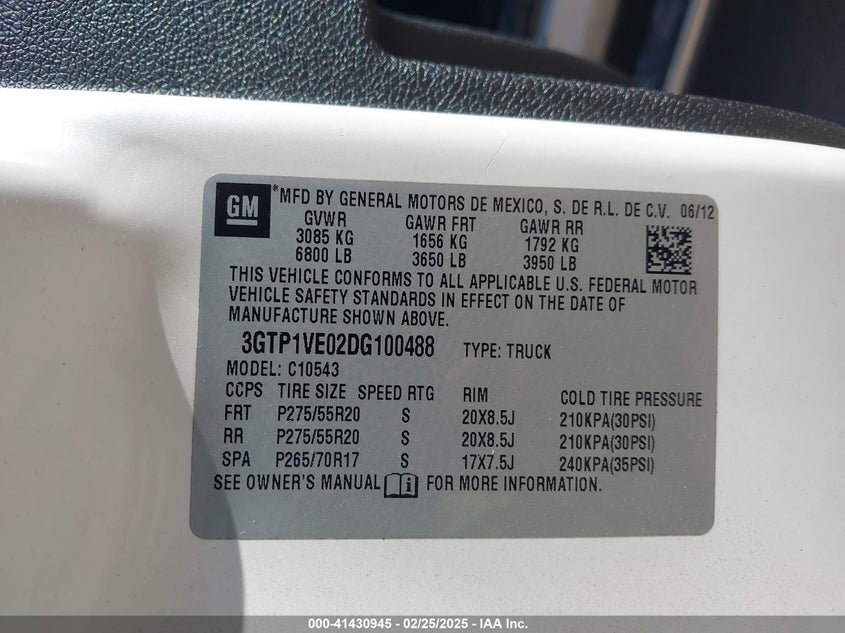 GM *MFD BY GENERAL MOTORS DE MEXICO, S. DE R.L. DE C.V. 06/12
GVWR GAWR FRT GAWR RR
3085 KG 1656 KG 1792 KG
6800 LB 3650 LB 3950 LB
THIS VEHICLE CONFORMS TO ALL APPLICABLE U.S. FEDERAL MOTOR
VEHICLE SAFETY STANDARDS IN EFFECT ON THE DATE OF
MANUFACTURE SHOWN ABOVE.
3GTP1VE02DG100488 TYPE: TRUCK
MODEL: C10543
CCPS TIRE SIZE SPEED RTG RIM COLD TIRE PRESSURE
FRT P275/55R20 S 20X8.5J 210KPA(30PSI)
RR P275/55R20 S 20X8.5J 210KPA(30PSI)
SPA P265/70R17 S 17X7.5J 240KPA(35PSI)
SEE OWNER'S MANUAL i FOR MORE INFORMATION.
000-41430945 - 02/25/2025 - IAA Inc.